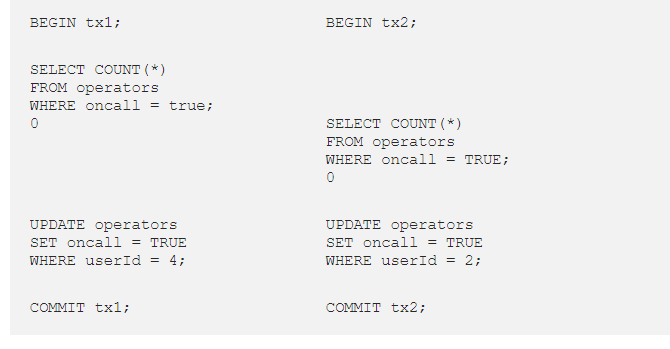 BEGIN tx1;
BEGIN tx2;
SELECT COUNT(*)
FROM operators
WHERE oncall = true;
0
SELECT COUNT(*)
FROM operators
WHERE oncall = TRUE;
0
UPDATE operators
SET oncall = TRUE
WHERE userId = 4;
UPDATE operators
SET oncall = TRUE
WHERE userId = 2;
COMMIT tx1;
COMMIT tx2;